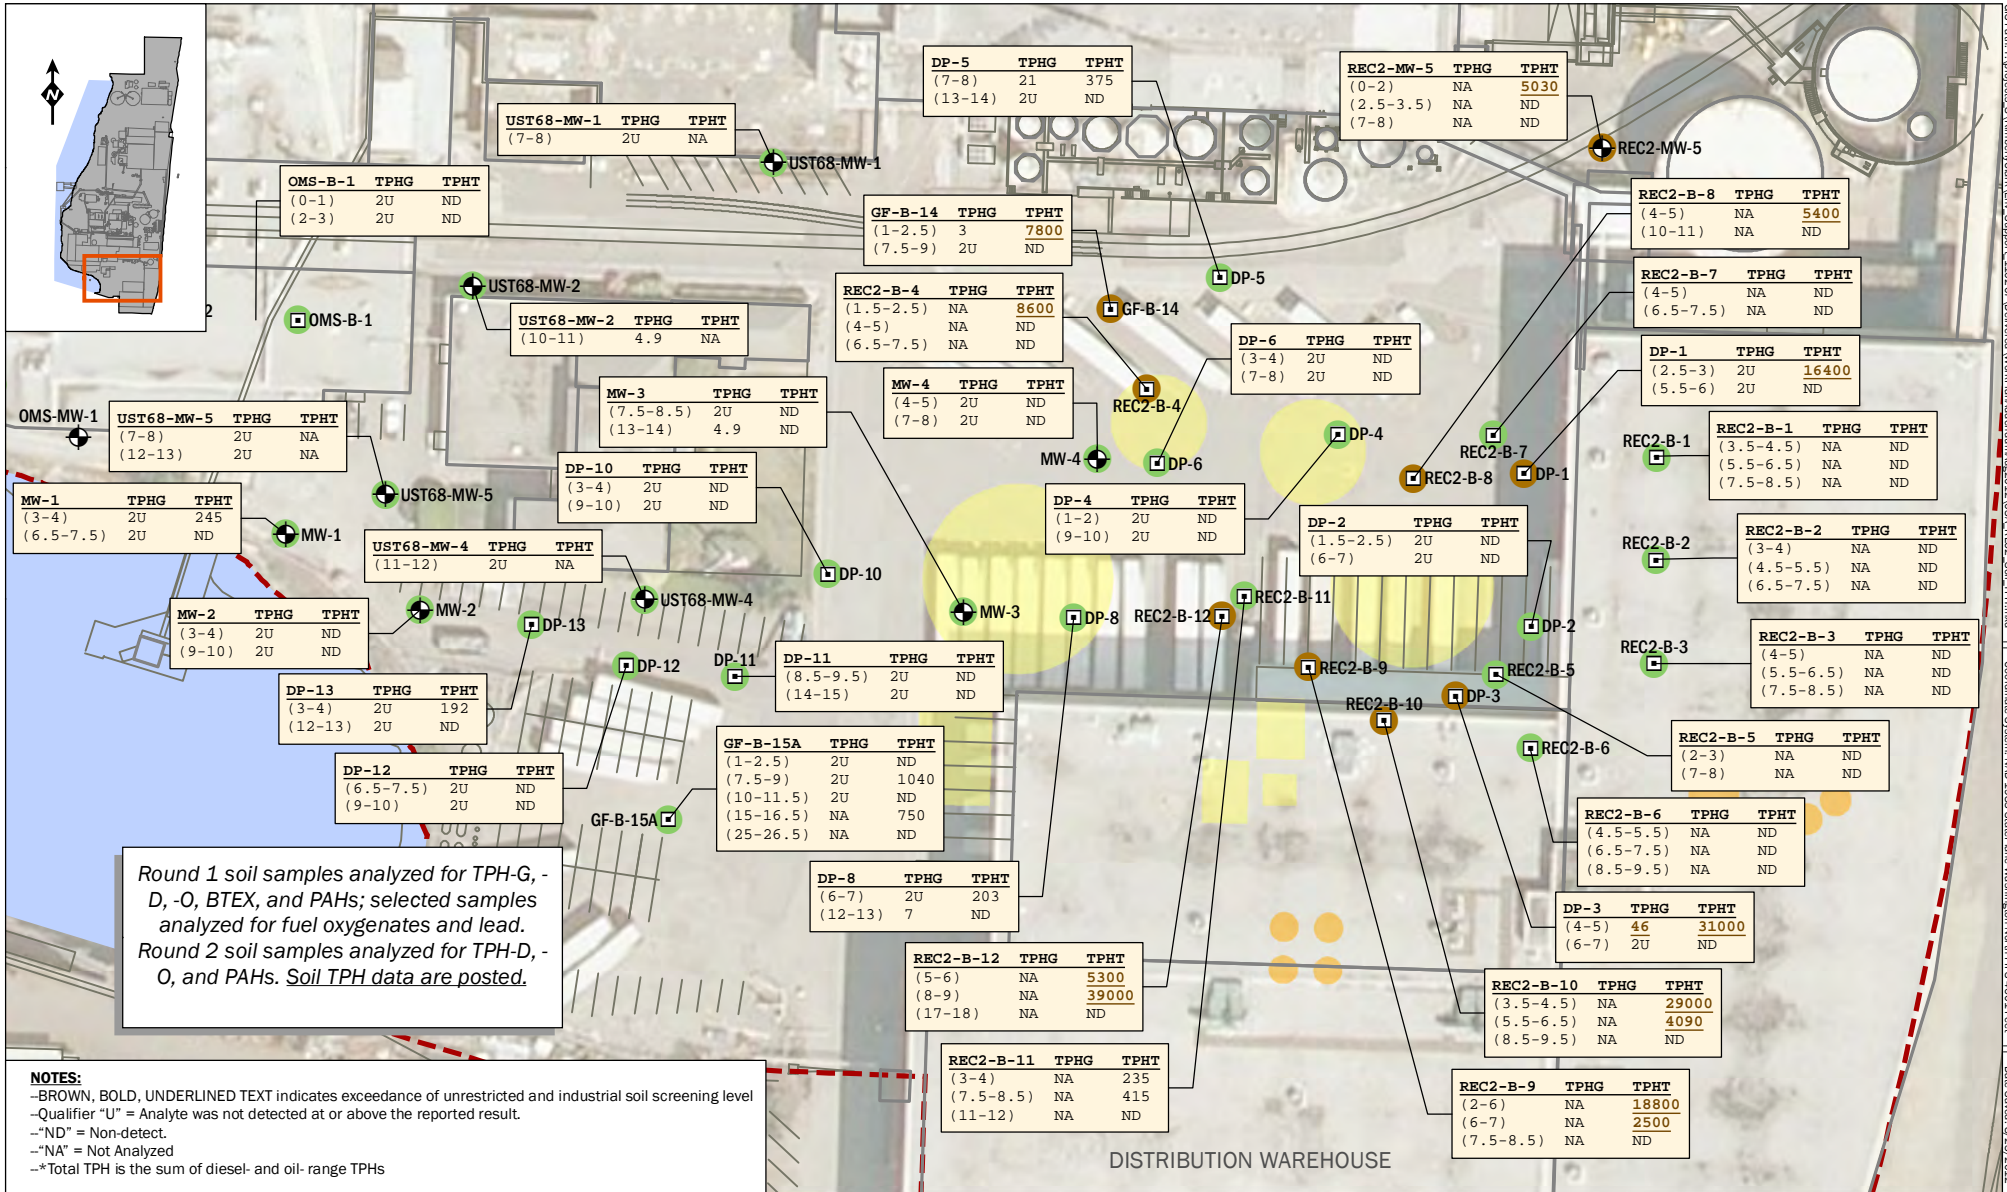 N
DP-5 TPHG TPHT
(7-8) 21 375
(13-14) 2U ND
REC2-MW-5 TPHG TPHT
(0-2) NA 5030
(2.5-3.5) NA ND
(7-8) NA ND
UST68-MW-1 TPHG TPHT
(7-8) 2U NA
UST68-MW-1
REC2-MW-5
OMS-B-1 TPHG TPHT
(0-1) 2U ND
(2-3) 2U ND
GF-B-14 TPHG TPHT
(1-2.5) 3 7800
(7.5-9) 2U ND
REC2-B-8 TPHG TPHT
(4-5) NA 5400
(10-11) NA ND
UST68-MW-2
DP-5
REC2-B-4 TPHG TPHT
(1.5-2.5) NA 8600
(4-5) NA ND
(6.5-7.5) NA ND
REC2-B-7 TPHG TPHT
(4-5) NA ND
(6.5-7.5) NA ND
2
OMS-B-1
UST68-MW-2 TPHG TPHT
(10-11) 4.9 NA
GF-B-14
DP-6 TPHG TPHT
(3-4) 2U ND
(7-8) 2U ND
DP-1 TPHG TPHT
(2.5-3) 2U 16400
(5.5-6) 2U ND
MW-3 TPHG TPHT
(7.5-8.5) 2U ND
(13-14) 4.9 ND
MW-4 TPHG TPHT
(4-5) 2U ND
(7-8) 2U ND
REC2-B-4
OMS-MW-1
UST68-MW-5 TPHG TPHT
(7-8) 2U NA
(12-13) 2U NA
DP-4
REC2-B-7
REC2-B-1
REC2-B-1 TPHG TPHT
(3.5-4.5) NA ND
(5.5-6.5) NA ND
(7.5-8.5) NA ND
MW-4
DP-6
REC2-B-8
DP-1
DP-10 TPHG TPHT
(3-4) 2U ND
(9-10) 2U ND
UST68-MW-5
MW-1 TPHG TPHT
(3-4) 2U 245
(6.5-7.5) 2U ND
MW-1
DP-4 TPHG TPHT
(1-2) 2U ND
(9-10) 2U ND
DP-2 TPHG TPHT
(1.5-2.5) 2U ND
(6-7) 2U ND
REC2-B-2
REC2-B-2 TPHG TPHT
(3-4) NA ND
(4.5-5.5) NA ND
(6.5-7.5) NA ND
UST68-MW-4 TPHG TPHT
(11-12) 2U NA
DP-10
UST68-MW-4
MW-2 TPHG TPHT
(3-4) 2U ND
(9-10) 2U ND
MW-2
DP-13
MW-3
DP-8
REC2-B-12
REC2-B-11
DP-2
REC2-B-3
REC2-B-3 TPHG TPHT
(4-5) NA ND
(5.5-6.5) NA ND
(7.5-8.5) NA ND
DP-12
DP-11
DP-11 TPHG TPHT
(8.5-9.5) 2U ND
(14-15) 2U ND
REC2-B-9
REC2-B-5
DP-3
REC2-B-10
DP-13 TPHG TPHT
(3-4) 2U 192
(12-13) 2U ND
GF-B-15A TPHG TPHT
(1-2.5) 2U ND
(7.5-9) 2U 1040
(10-11.5) 2U ND
(15-16.5) NA 750
(25-26.5) NA ND
REC2-B-6
REC2-B-5 TPHG TPHT
(2-3) NA ND
(7-8) NA ND
DP-12 TPHG TPHT
(6.5-7.5) 2U ND
(9-10) 2U ND
GF-B-15A
REC2-B-6 TPHG TPHT
(4.5-5.5) NA ND
(6.5-7.5) NA ND
(8.5-9.5) NA ND
Round 1 soil samples analyzed for TPH-G, -
D, -O, BTEX, and PAHs; selected samples
analyzed for fuel oxygenates and lead.
Round 2 soil samples analyzed for TPH-D, -
O, and PAHs. Soil TPH data are posted.
DP-8 TPHG TPHT
(6-7) 2U 203
(12-13) 7 ND
DP-3 TPHG TPHT
(4-5) 46 31000
(6-7) 2U ND
REC2-B-12 TPHG TPHT
(5-6) NA 5300
(8-9) NA 39000
(17-18) NA ND
REC2-B-10 TPHG TPHT
(3.5-4.5) NA 29000
(5.5-6.5) NA 4090
(8.5-9.5) NA ND
REC2-B-11 TPHG TPHT
(3-4) NA 235
(7.5-8.5) NA 415
(11-12) NA ND
REC2-B-9 TPHG TPHT
(2-6) NA 18800
(6-7) NA 2500
(7.5-8.5) NA ND
DISTRIBUTION WAREHOUSE
NOTES:
--BROWN, BOLD, UNDERLINED TEXT indicates exceedance of unrestricted and industrial soil screening level
--Qualifier “U” = Analyte was not detected at or above the reported result.
--“ND” = Non-detect.
--“NA” = Not Analyzed
--*Total TPH is the sum of diesel- and oil- range TPHs